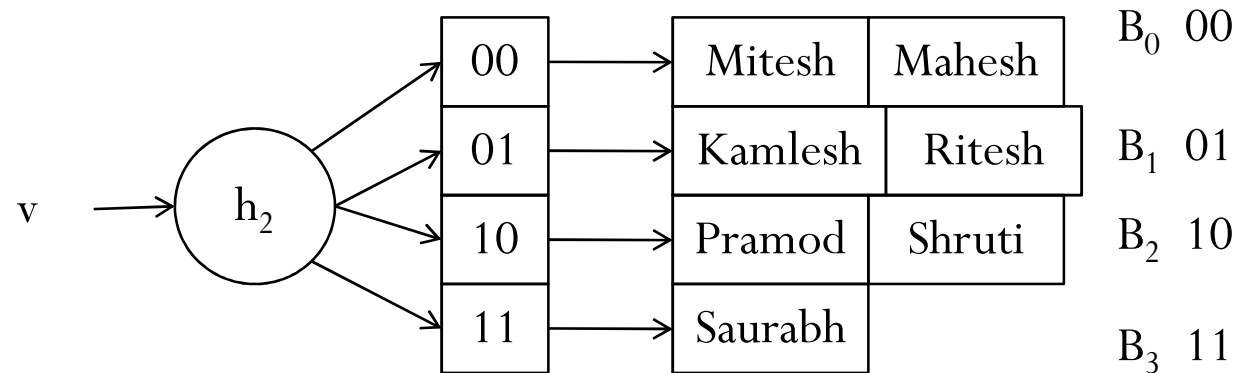 00 Mitesh Mahesh B₀ 00
01 Kamlesh Ritesh B₁ 01
v h₂
10 Pramod Shruti B₂ 10
11 Saurabh B₃ 11